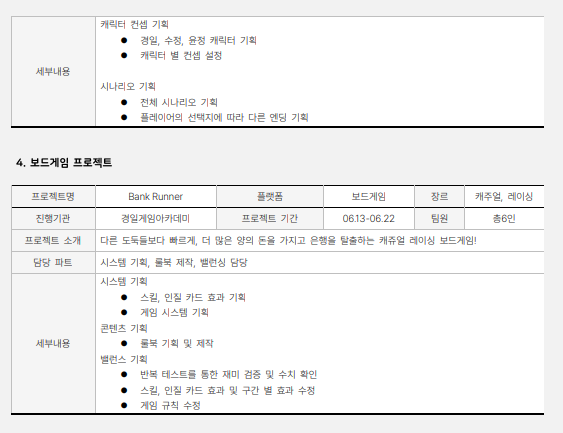 캐릭터 컨셉 기획
● 경일, 수정, 윤정 캐릭터 기획
● 캐릭터 별 컨셉 설정
세부내용
시나리오 기획
● 전체 시나리오 기획
● 플레이어의 선택지에 따라 다른 엔딩 기획
4. 보드게임 프로젝트
프로젝트명 Bank Runner 플랫폼 보드게임 장르 캐주얼, 레이싱
진행기관 경일게임아카데미 프로젝트 기간 06.13-06.22 팀원 총6인
프로젝트 소개 다른 도둑들보다 빠르게, 더 많은 양의 돈을 가지고 은행을 탈출하는 캐쥬얼 레이싱 보드게임!
담당 파트 시스템 기획, 룰북 제작, 밸런싱 담당
시스템 기획
● 스킬, 인질 카드 효과 기획
● 게임 시스템 기획
콘텐츠 기획
세부내용 ● 룰북 기획 및 제작
밸런스 기획
● 반복 테스트를 통한 재미 검증 및 수치 확인
● 스킬, 인질 카드 효과 및 구간 별 효과 수정
● 게임 규칙 수정